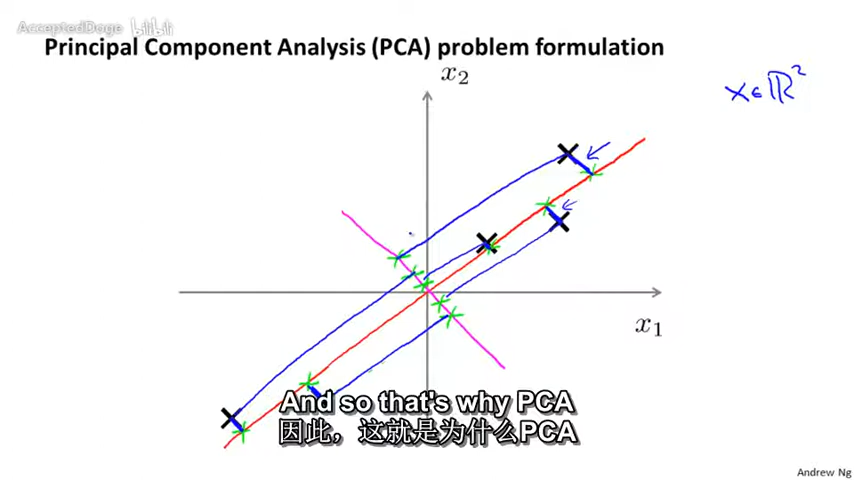 AcceptedDoge bilibili
Principal Component Analysis (PCA) problem formulation
x₂
x ∈ ℝ²
x₁
And so that's why PCA
因此，这就是为什么PCA
Andrew Ng